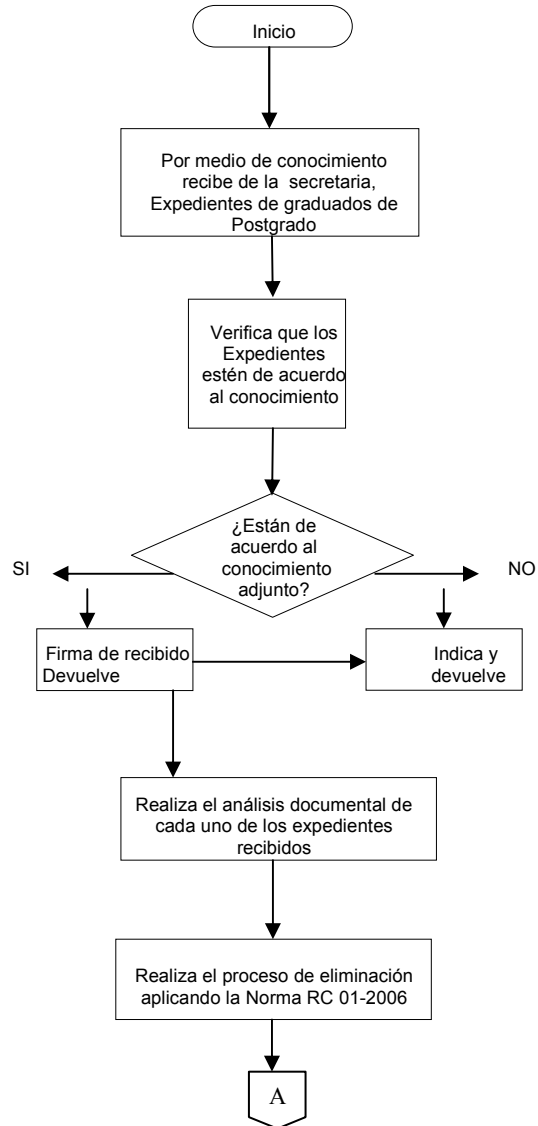 Inicio
Por medio de conocimiento
recibe de la secretaria,
Expedientes de graduados de
Postgrado
Verifica que los
Expedientes
estén de acuerdo
al conocimiento
¿Están de
acuerdo al
conocimiento
adjunto?
SI
NO
Firma de recibido
Devuelve
Indica y
devuelve
Realiza el análisis documental de
cada uno de los expedientes
recibidos
Realiza el proceso de eliminación
aplicando la Norma RC 01-2006
A